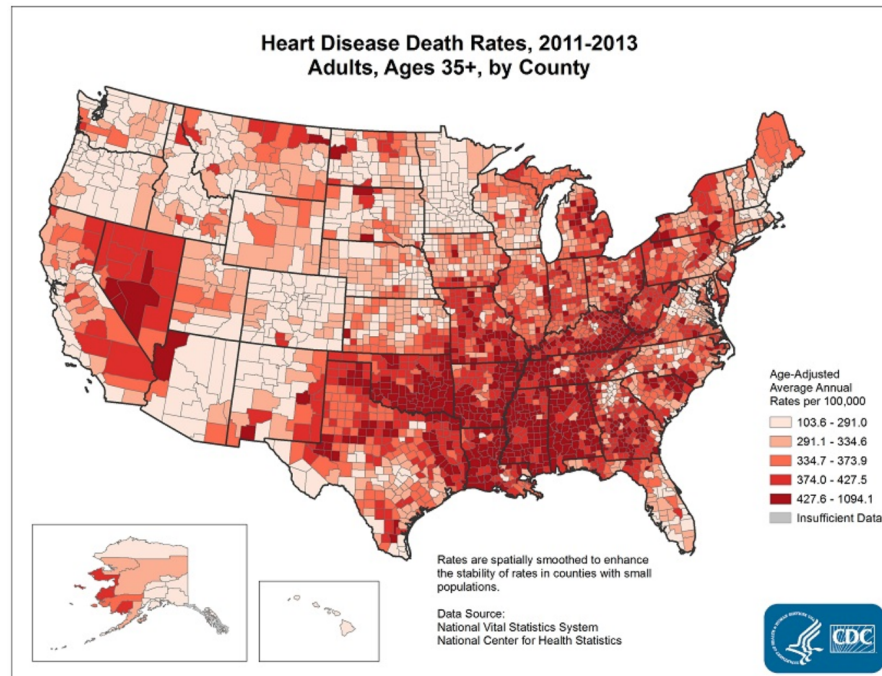 Heart Disease Death Rates, 2011-2013
Adults, Ages 35+, by County
Age-Adjusted
Average Annual
Rates per 100,000
103.6 - 291.0
291.1 - 334.6
334.7 - 373.9
374.0 - 427.5
427.6 - 1094.1
Insufficient Data
Rates are spatially smoothed to enhance
the stability of rates in counties with small
populations.
Data Source:
National Vital Statistics System
National Center for Health Statistics
CDC